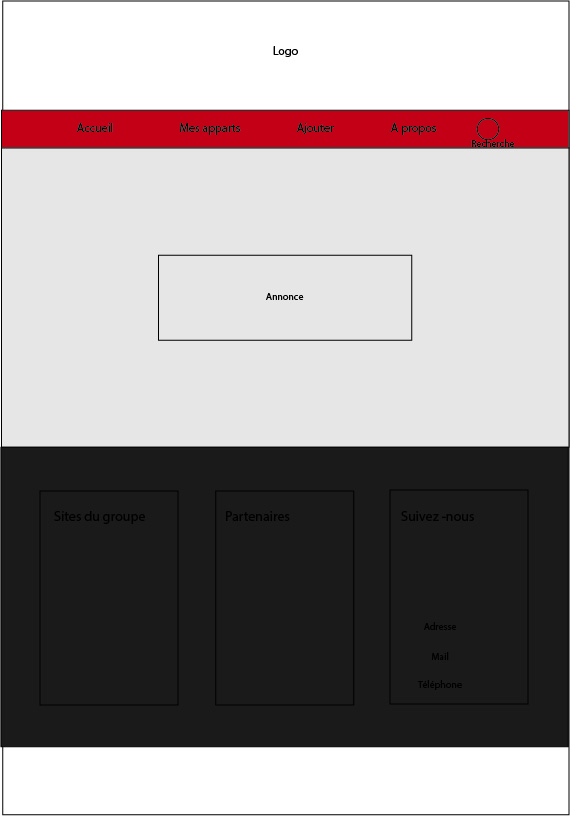 Logo
Accueil
Mes apparts
Ajouter
A propos
Recherche
Annonce
Sites du groupe
Partenaires
Suivez-nous
Adresse
Mail
Téléphone